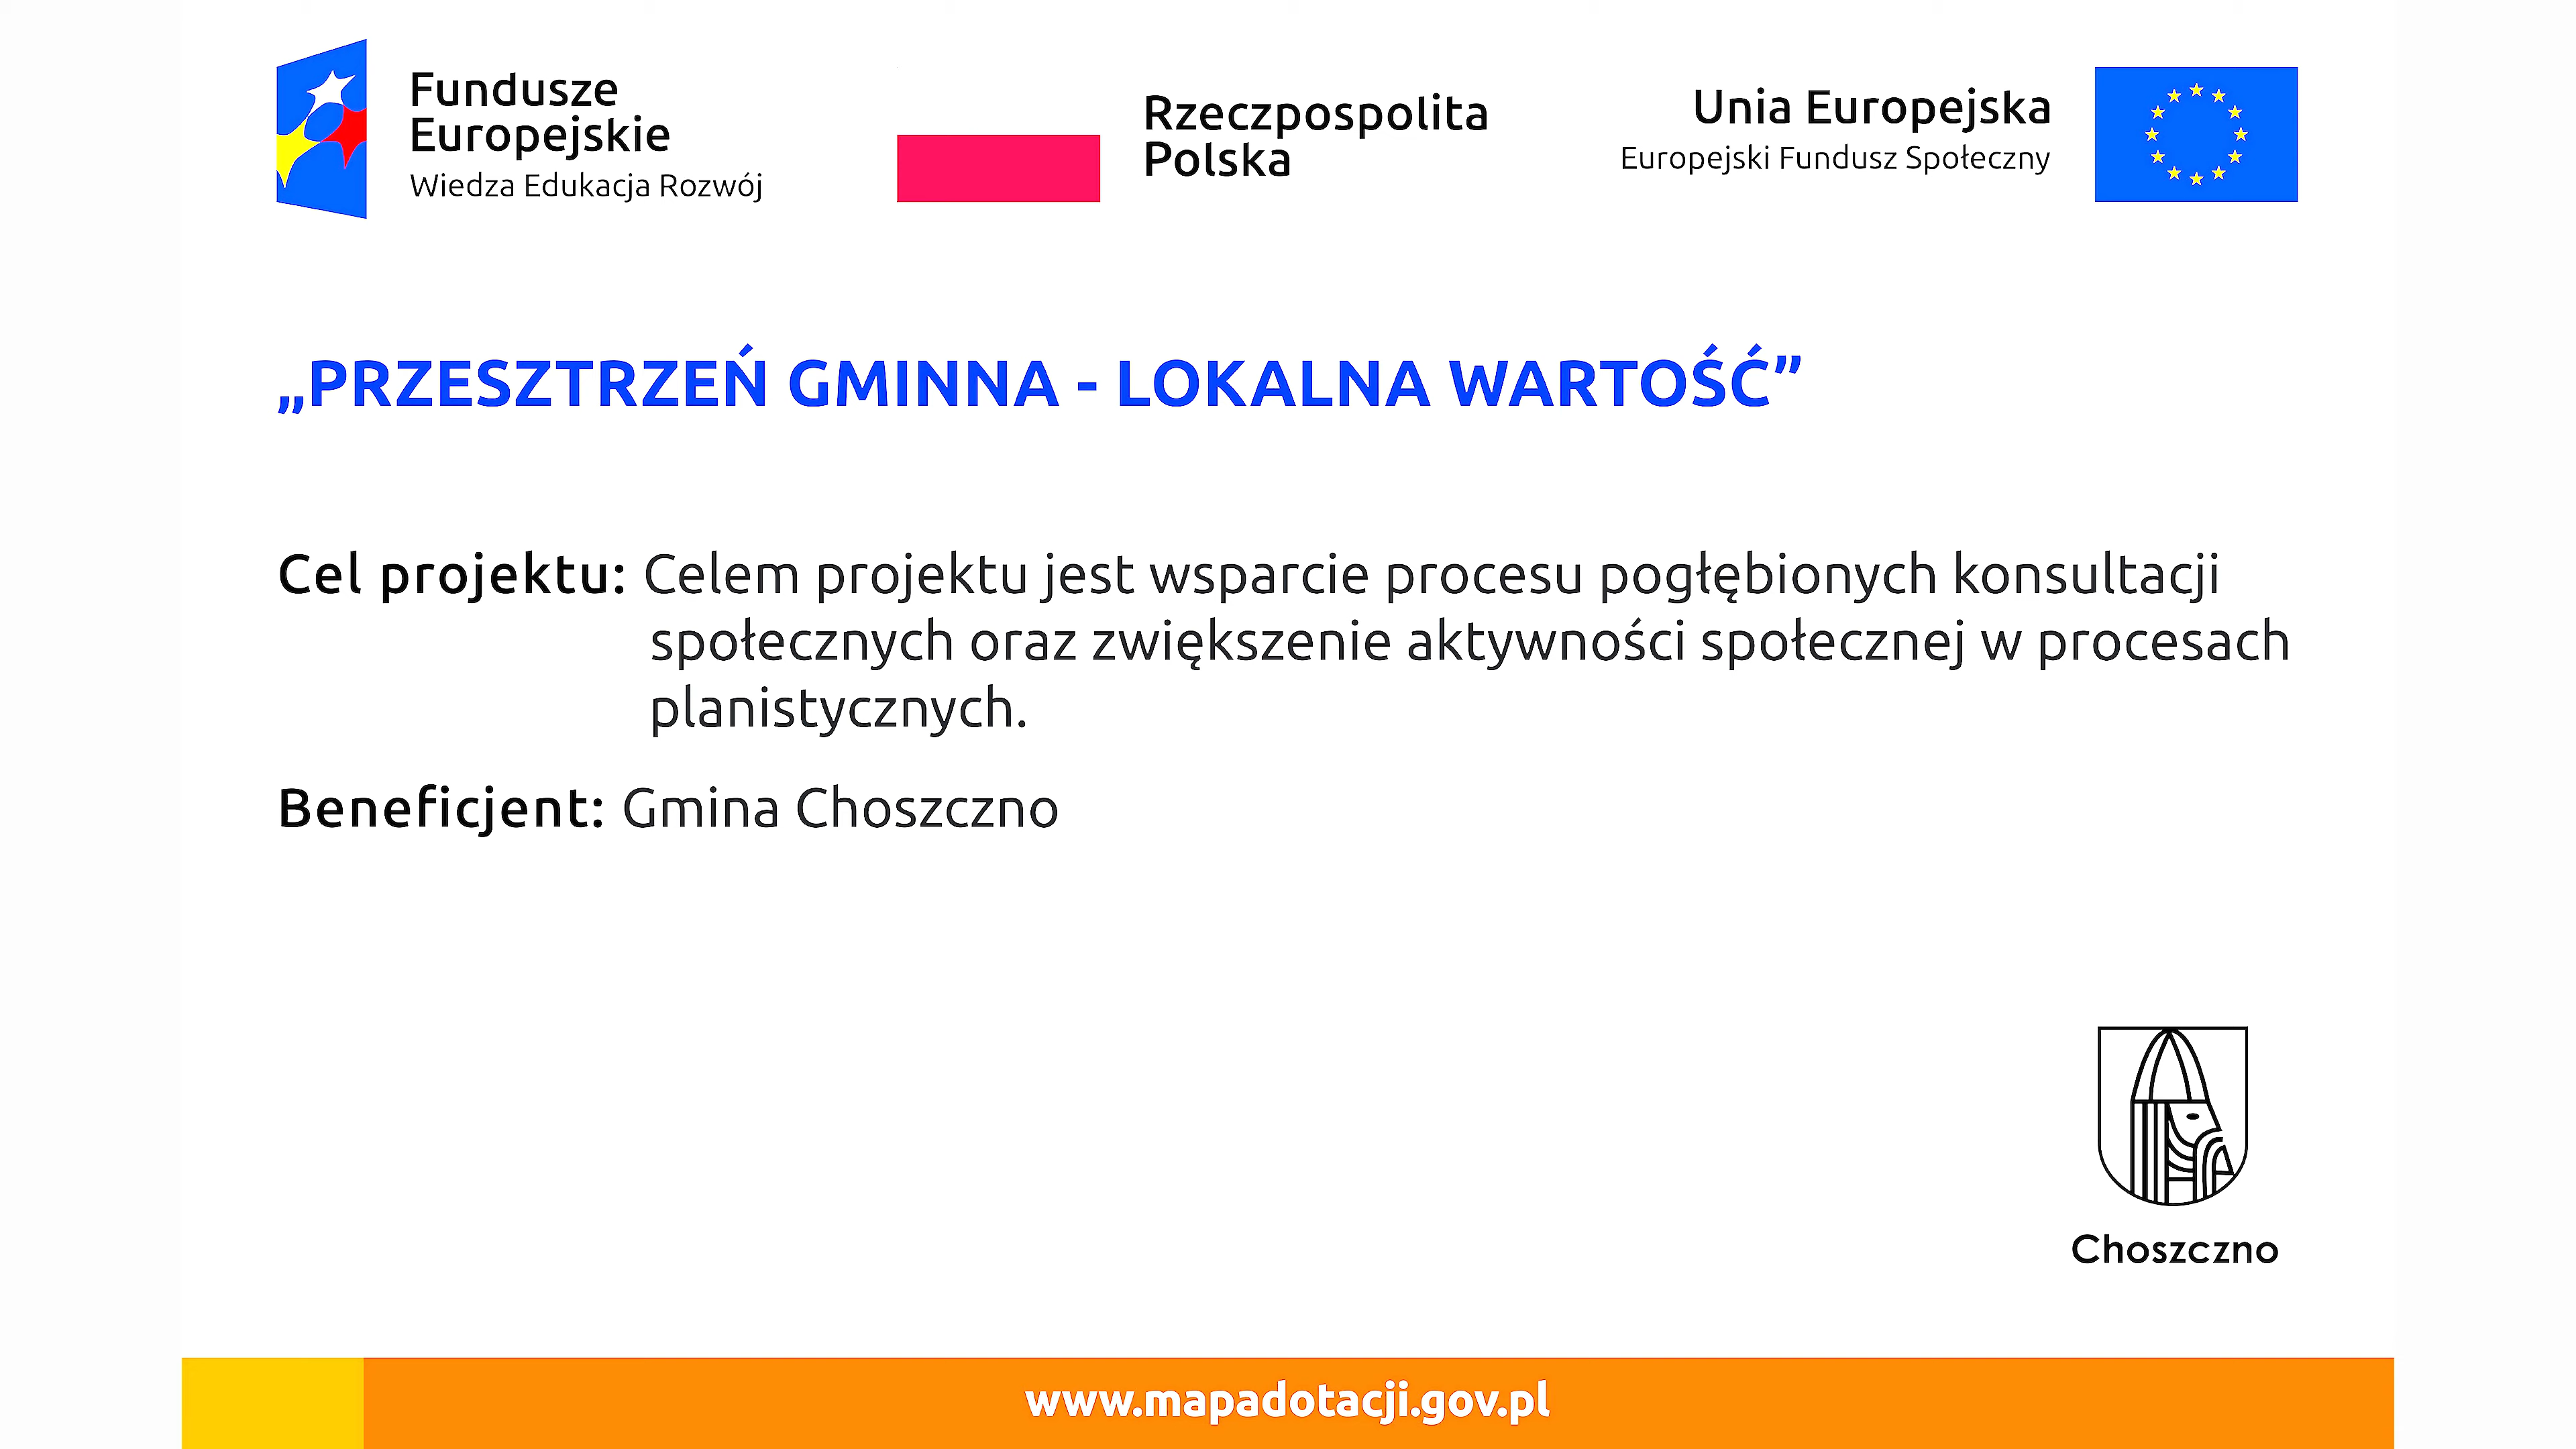 Fundusze
Europejskie
Wiedza Edukacja Rozwój
Rzeczpospolita
Polska
Unia Europejska
Europejski Fundusz Społeczny
„PRZESZTRZEŃ GMINNA - LOKALNA WARTOŚĆ”
Cel projektu: Celem projektu jest wsparcie procesu pogłębionych konsultacji
społecznych oraz zwiększenie aktywności społecznej w procesach
planistycznych.
Beneficjent: Gmina Choszczno
Choszczno
www.mapadotacji.gov.pl